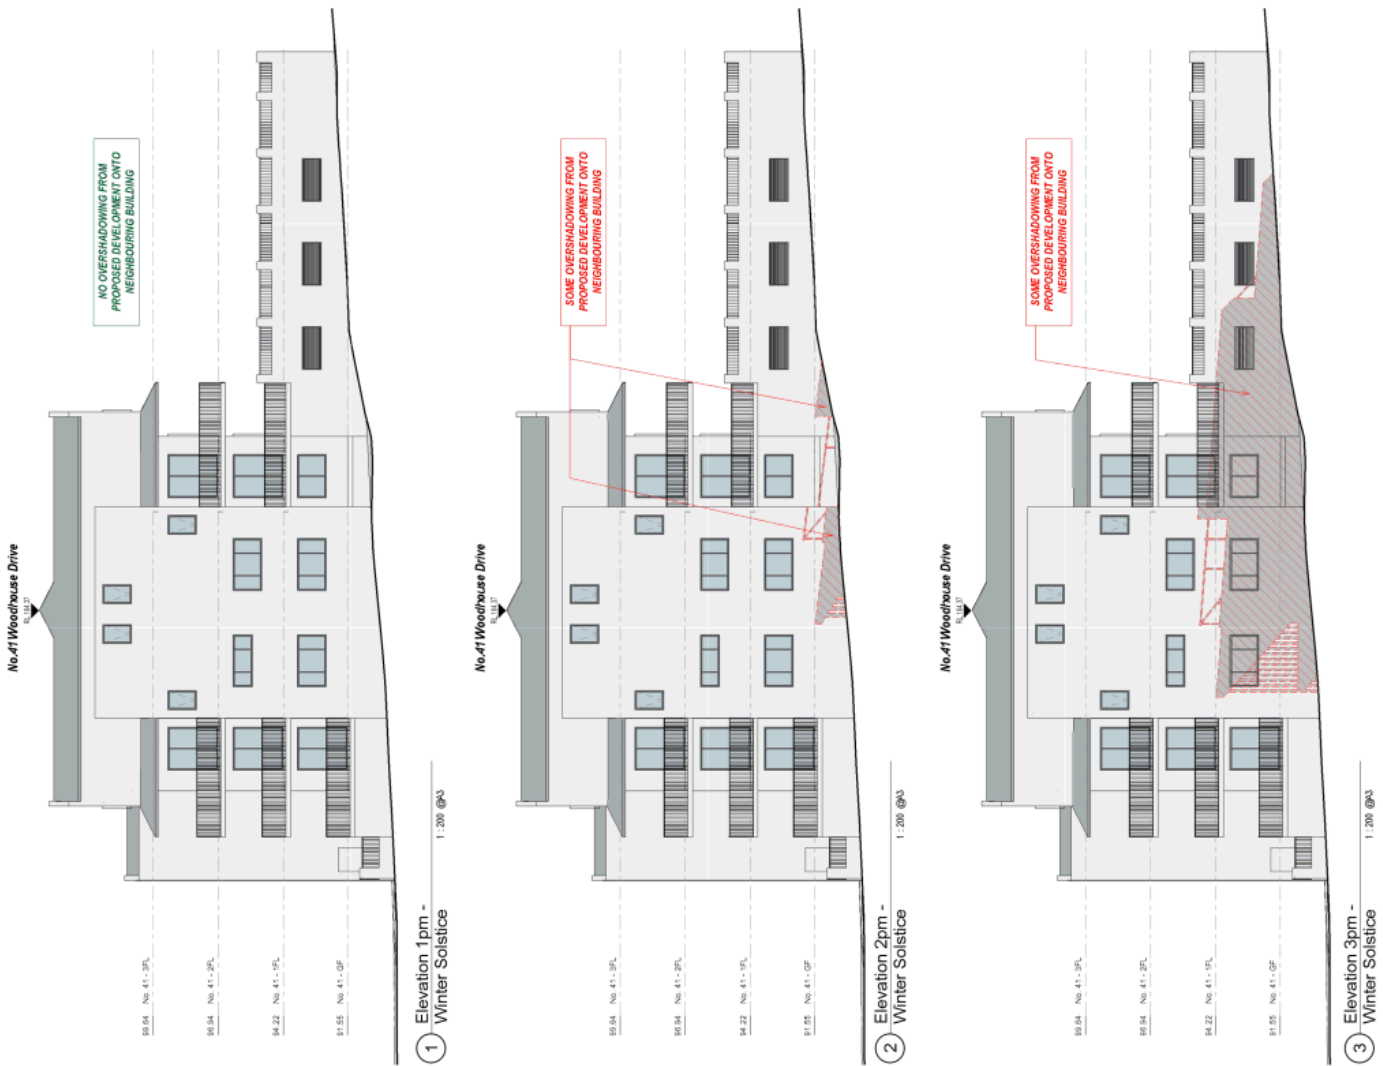 No.41 Woodhouse Drive
NO OVERSHADOWING FROM
PROPOSED DEVELOPMENT ONTO
NEIGHBOURING BUILDING
99.64 No. 41 - 3FL
96.94 No. 41 - 2FL
94.22 No. 41 - 1FL
91.55 No. 41 - GF
1 Elevation 1pm -
Winter Solstice
1 : 200 @A3
No.41 Woodhouse Drive
SOME OVERSHADOWING FROM
PROPOSED DEVELOPMENT ONTO
NEIGHBOURING BUILDING
99.64 No. 41 - 3FL
96.94 No. 41 - 2FL
94.22 No. 41 - 1FL
91.55 No. 41 - GF
2 Elevation 2pm -
Winter Solstice
1 : 200 @A3
No.41 Woodhouse Drive
SOME OVERSHADOWING FROM
PROPOSED DEVELOPMENT ONTO
NEIGHBOURING BUILDING
99.64 No. 41 - 3FL
96.94 No. 41 - 2FL
94.22 No. 41 - 1FL
91.55 No. 41 - GF
3 Elevation 3pm -
Winter Solstice
1 : 200 @A3